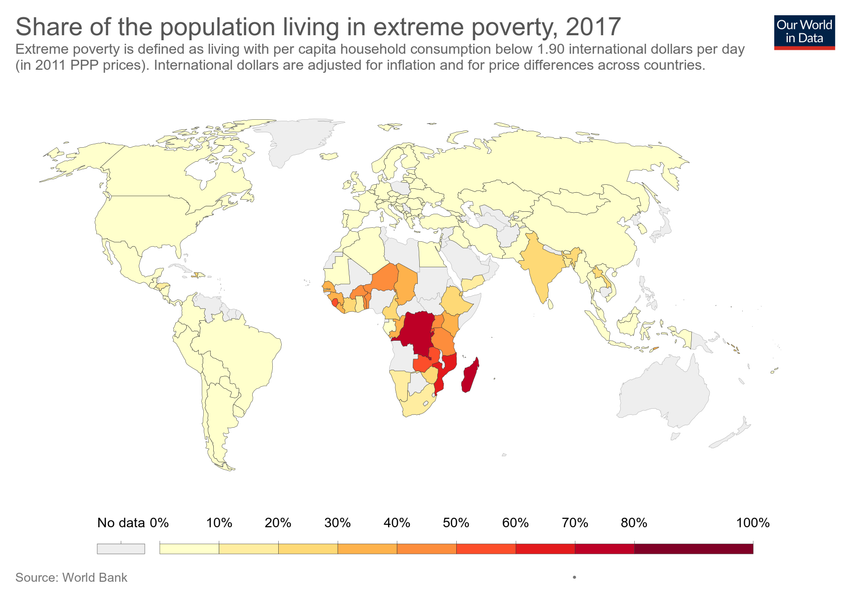 Share of the population living in extreme poverty, 2017
Our World
in Data
Extreme poverty is defined as living with per capita household consumption below 1.90 international dollars per day
(in 2011 PPP prices). International dollars are adjusted for inflation and for price differences across countries.
No data 0% 10% 20% 30% 40% 50% 60% 70% 80% 100%
Source: World Bank